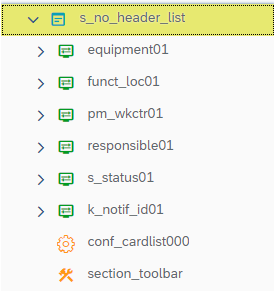 s_no_header_list
equipment01
funct_loc01
pm_wkctr01
responsible01
s_status01
k_notif_id01
conf_cardlist000
section_toolbar